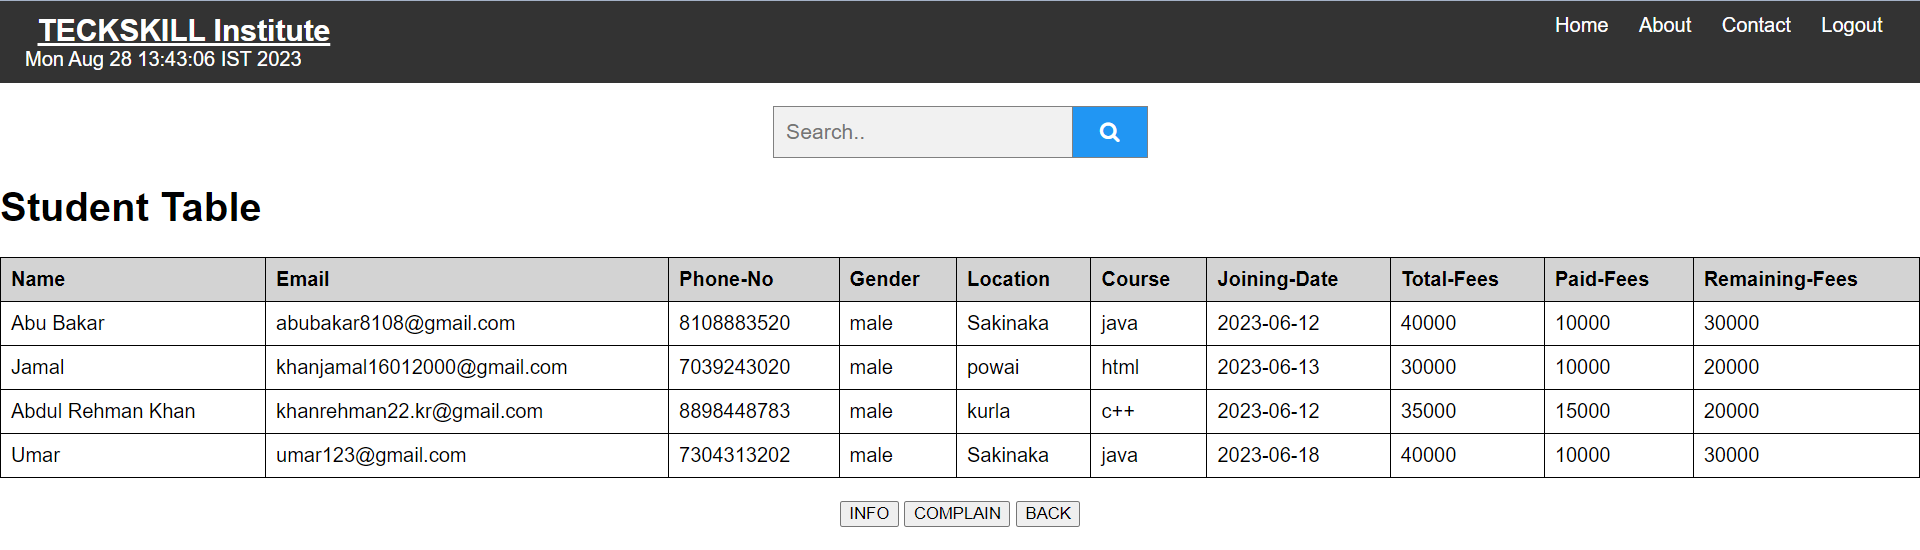 TECKSKILL Institute
Home About Contact Logout
Mon Aug 28 13:43:06 IST 2023
Search..
Student Table
Name Email Phone-No Gender Location Course Joining-Date Total-Fees Paid-Fees Remaining-Fees
Abu Bakar abubakar8108@gmail.com 8108883520 male Sakinaka java 2023-06-12 40000 10000 30000
Jamal khanjamal16012000@gmail.com 7039243020 male powai html 2023-06-13 30000 10000 20000
Abdul Rehman Khan khanrehman22.kr@gmail.com 8898448783 male kurla c++ 2023-06-12 35000 15000 20000
Umar umar123@gmail.com 7304313202 male Sakinaka java 2023-06-18 40000 10000 30000
INFO COMPLAIN BACK